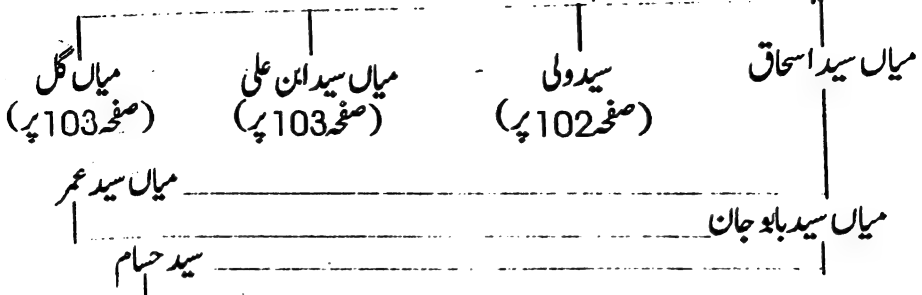 میاں سید اسحاق سید ولی میاں سید ابن علی میاں گل
(صفحہ 102 پر) (صفحہ 103 پر) (صفحہ 103 پر)
میاں سید عمر
میاں سید بابو جان
سید حسام